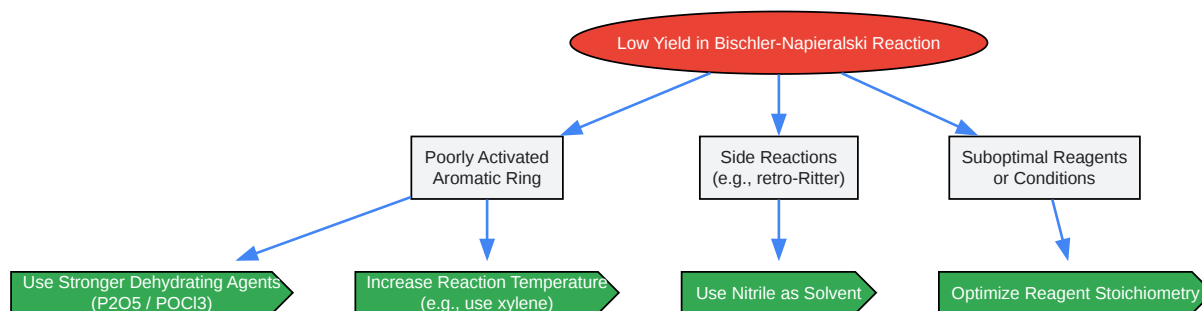 Low Yield in Bischler-Napieralski Reaction
Poorly Activated
Aromatic Ring
Side Reactions
(e.g., retro-Ritter)
Suboptimal Reagents
or Conditions
Use Stronger Dehydrating Agents
(P2O5 / POCl3)
Increase Reaction Temperature
(e.g., use xylene)
Use Nitrile as Solvent
Optimize Reagent Stoichiometry